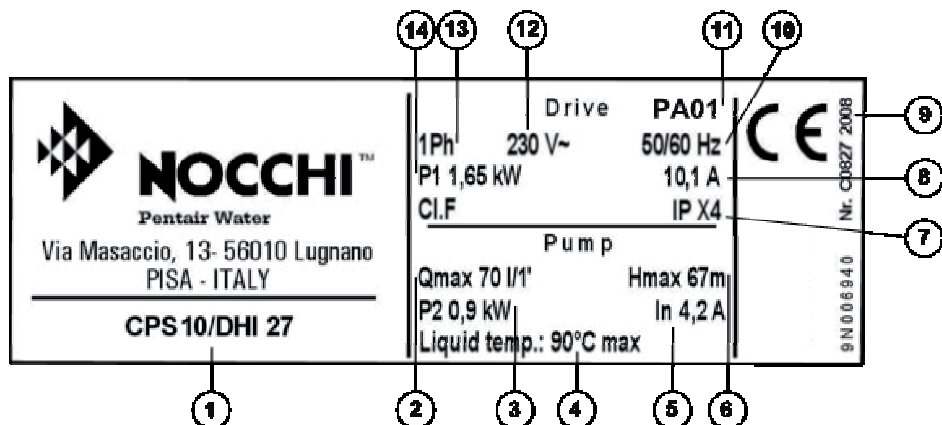 14 13 12 11 10
NOCCHI™
Pentair Water
Via Masaccio, 13- 56010 Lugnano
PISA - ITALY
CPS10/DHI 27
Drive PA01
1Ph 230 V~ 50/60 Hz
P1 1,65 kW 10,1 A
Cl.F IP X4
Pump
Qmax 70 l/1' Hmax 67m
P2 0,9 kW In 4,2 A
Liquid temp.: 90°C max
CE
Nr. C0827 2008
9N006940
9
8
7
1 2 3 4 5 6